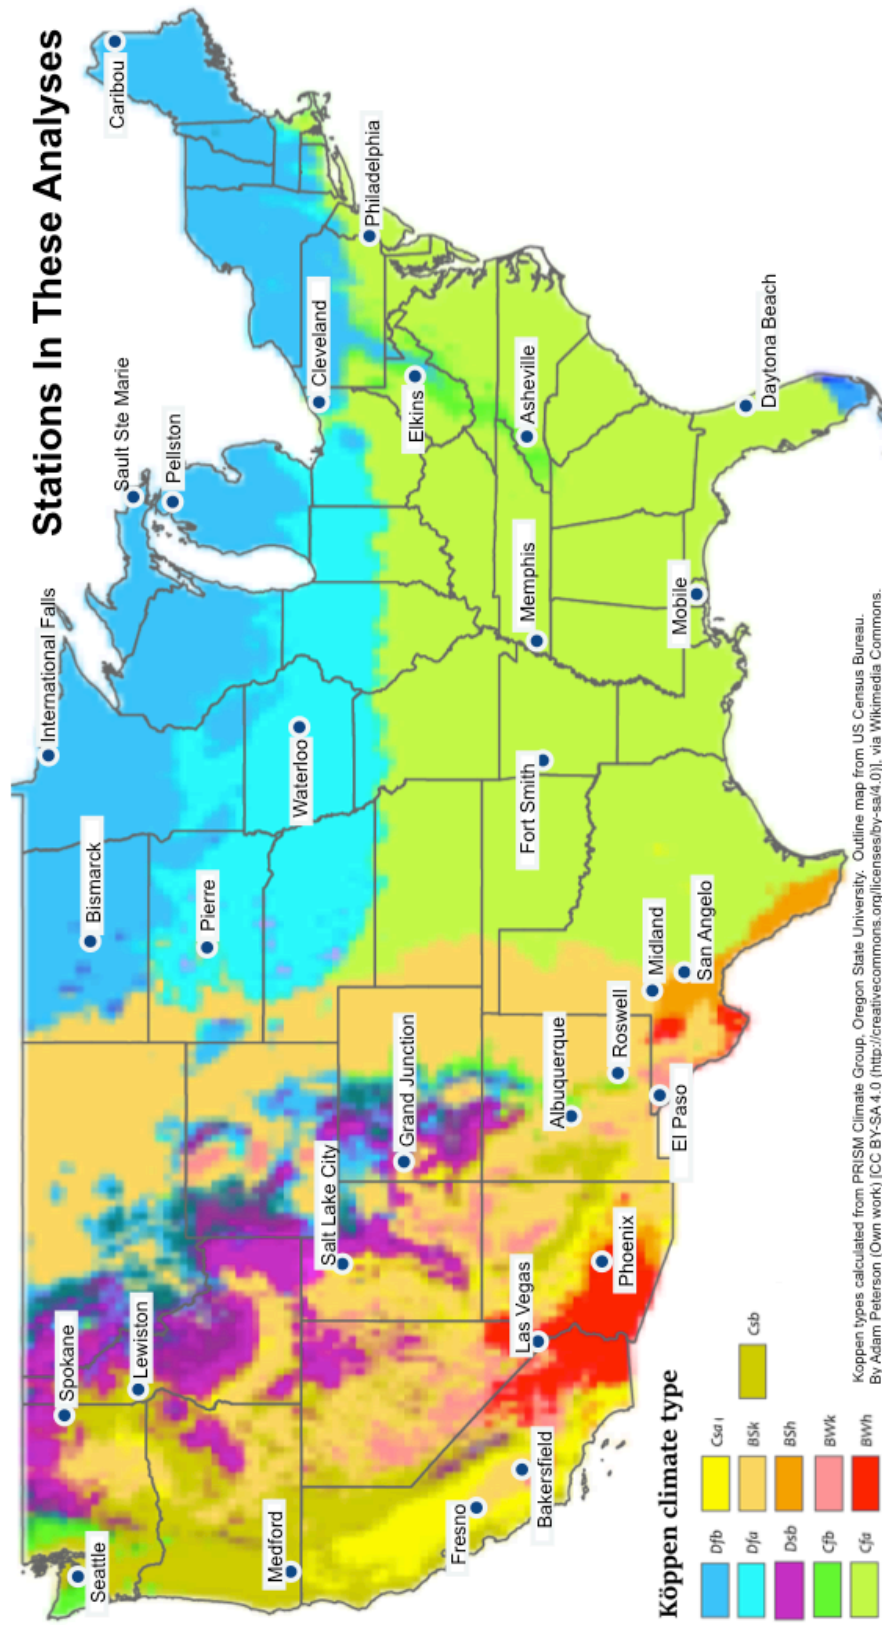 Stations In These Analyses
Caribou
Sault Ste Marie
Pellston
International Falls
Bismarck
Pierre
Waterloo
Cleveland
Philadelphia
Elkins
Asheville
Daytona Beach
Memphis
Mobile
Fort Smith
Midland
San Angelo
Roswell
Albuquerque
El Paso
Grand Junction
Salt Lake City
Phoenix
Las Vegas
Spokane
Lewiston
Seattle
Medford
Fresno
Bakersfield
Köppen climate type
Dfb
Csa
Csb
Dfa
BSk
Dsb
BSh
Cfb
BWk
Cfa
BWh
Koppen types calculated from PRISM Climate Group, Oregon State University. Outline map from US Census Bureau.
By Adam Peterson (Own work) [CC BY-SA 4.0 (http://creativecommons.org/licenses/by-sa/4.0)], via Wikimedia Commons.